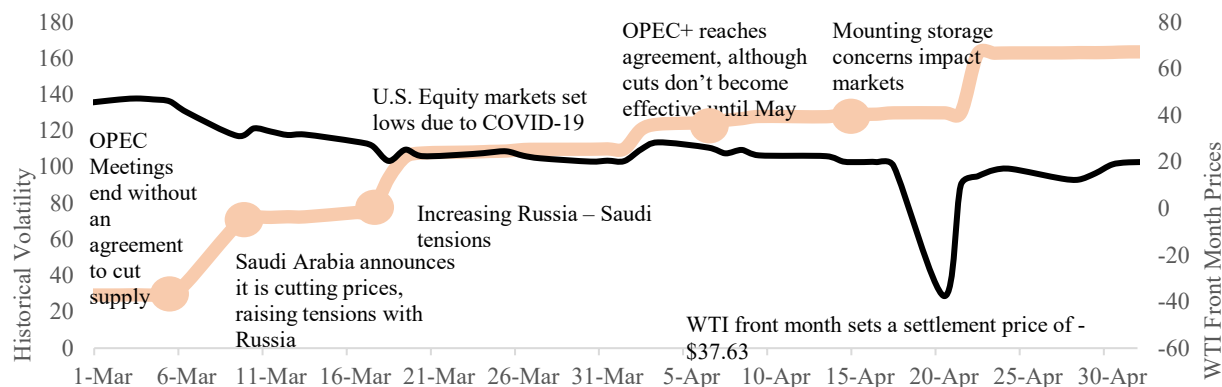 180
160
140
120
100
80
60
40
20
0
Historical Volatility
80
60
40
20
0
-20
-40
-60
WTI Front Month Prices
OPEC
Meetings
end without
an
agreement
to cut
supply
Saudi Arabia announces
it is cutting prices,
raising tensions with
Russia
U.S. Equity markets set
lows due to COVID-19
Increasing Russia – Saudi
tensions
OPEC+ reaches
agreement, although
cuts don’t become
effective until May
Mounting storage
concerns impact
markets
WTI front month sets a settlement price of -
$37.63
1-Mar 6-Mar 11-Mar 16-Mar 21-Mar 26-Mar 31-Mar 5-Apr 10-Apr 15-Apr 20-Apr 25-Apr 30-Apr